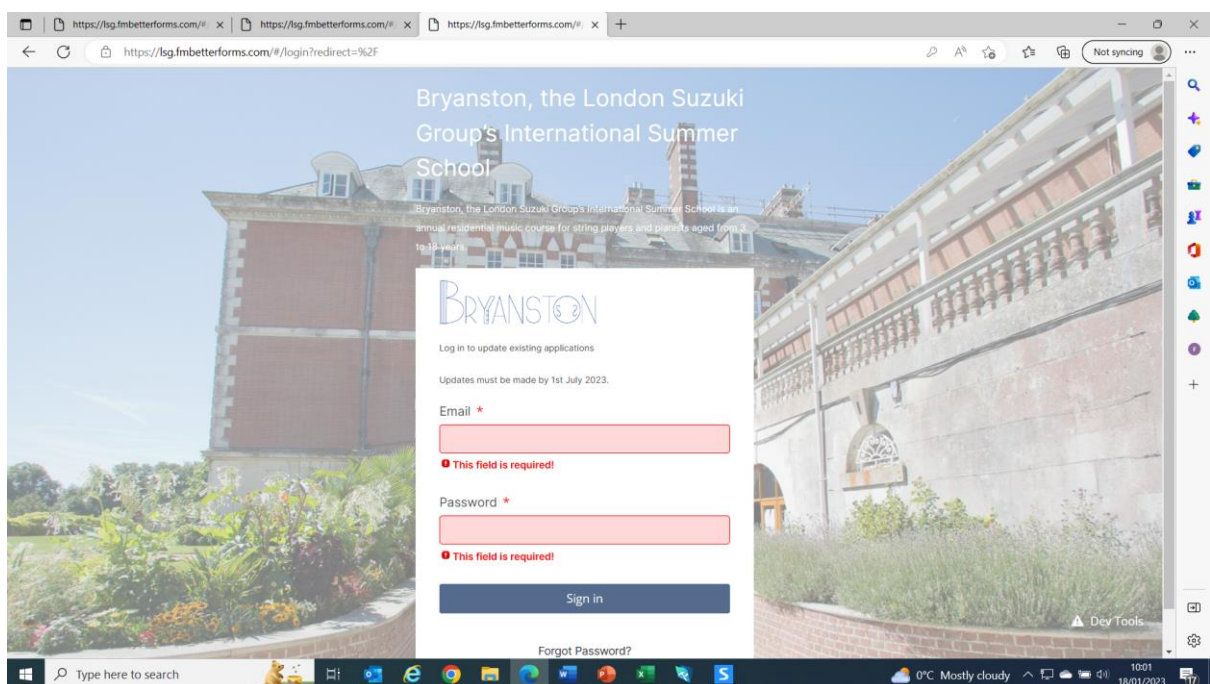 https://lsg.fmbetterforms.com/#/
https://lsg.fmbetterforms.com/#/
https://lsg.fmbetterforms.com/#/
https://lsg.fmbetterforms.com/#/login?redirect=%2F
Not syncing
Bryanston, the London Suzuki
Group's International Summer
School
Bryanston, the London Suzuki Group's International Summer School is an
annual residential music course for string players and pianists aged from 3
to 18 years.
BRYANSTON
Log in to update existing applications
Updates must be made by 1st July 2023.
Email *
This field is required!
Password *
This field is required!
Sign in
Forgot Password?
Dev Tools
Type here to search
0°C Mostly cloudy
10:01
18/01/2023
17